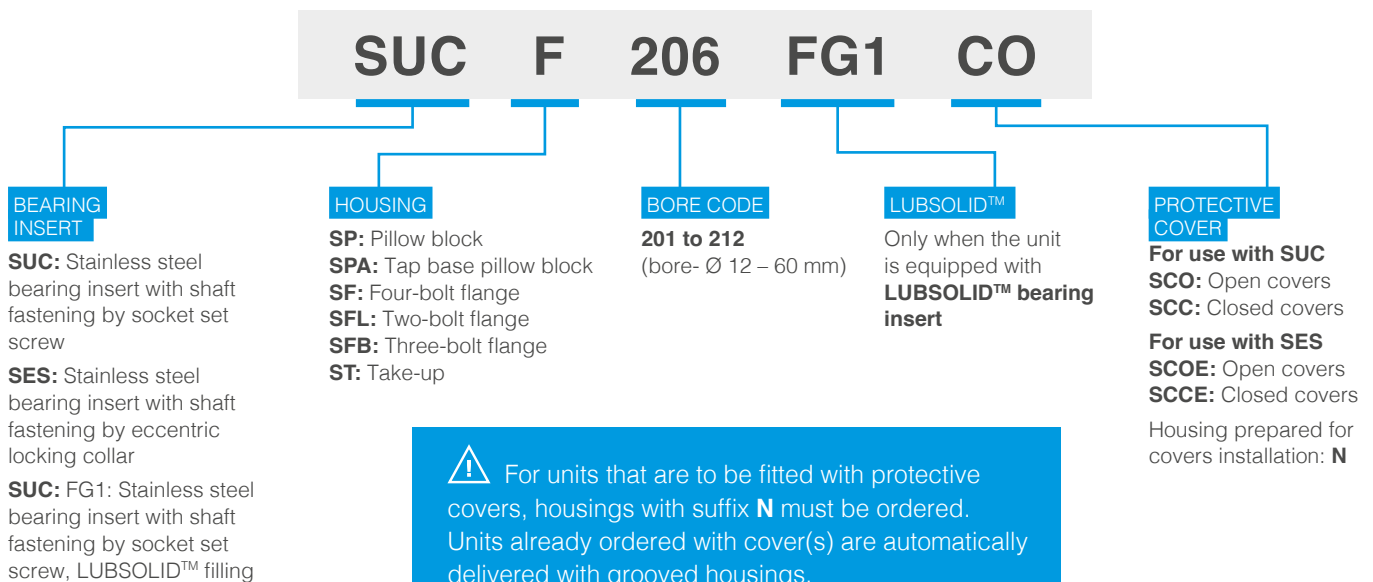 SUC F 206 FG1 CO
BEARING
INSERT
SUC: Stainless steel
bearing insert with shaft
fastening by socket set
screw
SES: Stainless steel
bearing insert with shaft
fastening by eccentric
locking collar
SUC: FG1: Stainless steel
bearing insert with shaft
fastening by socket set
screw, LUBSOLID™ filling
HOUSING
SP: Pillow block
SPA: Tap base pillow block
SF: Four-bolt flange
SFL: Two-bolt flange
SFB: Three-bolt flange
ST: Take-up
BORE CODE
201 to 212
(bore- Ø 12 – 60 mm)
LUBSOLID™
Only when the unit
is equipped with
LUBSOLID™ bearing
insert
PROTECTIVE
COVER
For use with SUC
SCO: Open covers
SCC: Closed covers
For use with SES
SCOE: Open covers
SCCE: Closed covers
Housing prepared for
covers installation: N
For units that are to be fitted with protective
covers, housings with suffix N must be ordered.
Units already ordered with cover(s) are automatically
delivered with grooved housings.